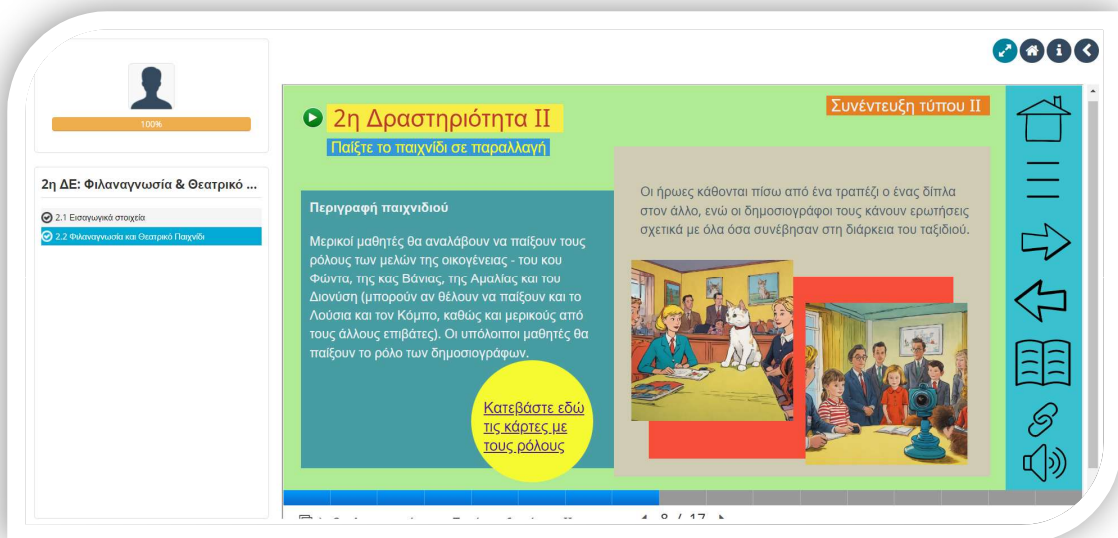 100%
2η ΔΕ: Φιλαναγνωσία & Θεατρικό ...
2.1 Εισαγωγικά στοιχεία
2.2 Φιλαναγνωσία και Θεατρικό Παιχνίδι
2η Δραστηριότητα II
Παίξτε το παιχνίδι σε παραλλαγή
Συνέντευξη τύπου II
Περιγραφή παιχνιδιού
Μερικοί μαθητές θα αναλάβουν να παίξουν τους
ρόλους των μελών της οικογένειας - του κου
Φώντα, της κας Βάνιας, της Αμαλίας και του
Διονύση (μπορούν αν θέλουν να παίξουν και το
Λούσια και τον Κόμπο, καθώς και μερικούς από
τους άλλους επιβάτες). Οι υπόλοιποι μαθητές θα
παίξουν το ρόλο των δημοσιογράφων.
Κατεβάστε εδώ
τις κάρτες με
τους ρόλους
Οι ήρωες κάθονται πίσω από ένα τραπέζι ο ένας δίπλα
στον άλλο, ενώ οι δημοσιογράφοι τους κάνουν ερωτήσεις
σχετικά με όλα όσα συνέβησαν στη διάρκεια του ταξιδιού.
8 / 17